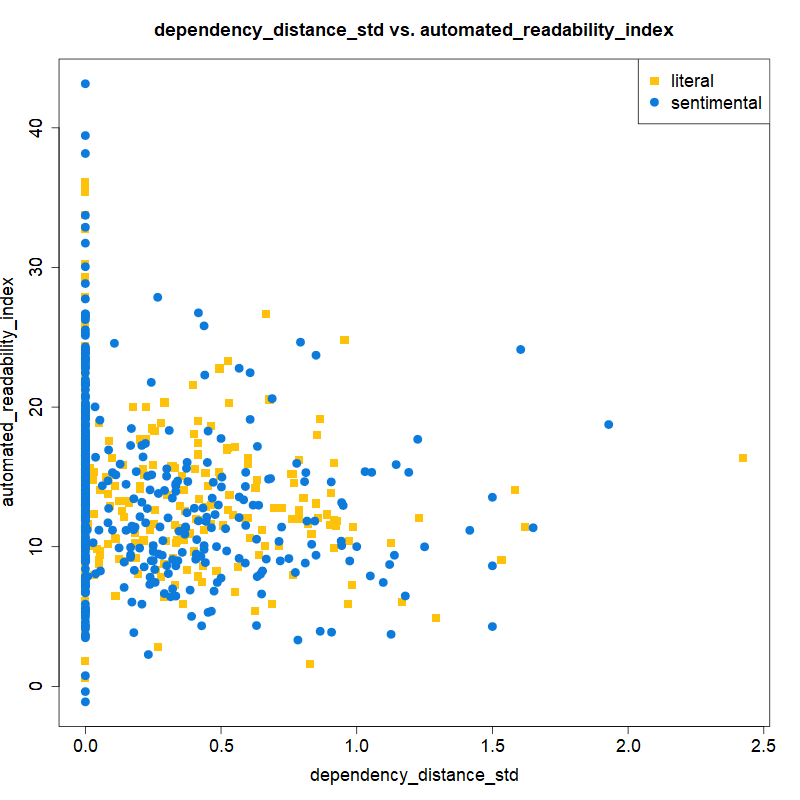 dependency_distance_std vs. automated_readability_index
literal
sentimental
automated_readability_index
40
30
20
10
0
0.0 0.5 1.0 1.5 2.0 2.5
dependency_distance_std